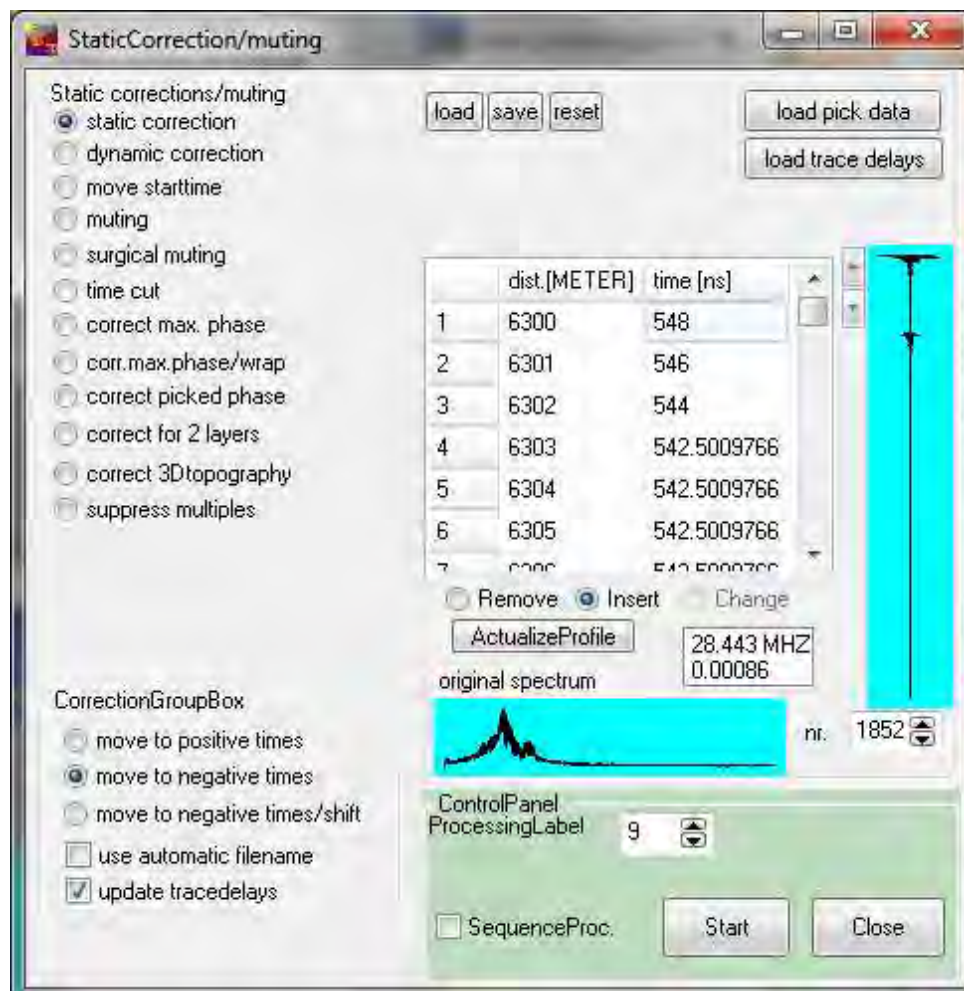 StaticCorrection/muting
Static corrections/muting
static correction
dynamic correction
move starttime
muting
surgical muting
time cut
correct max. phase
corr.max.phase/wrap
correct picked phase
correct for 2 layers
correct 3Dtopography
suppress multiples
load save reset
load pick data
load trace delays
dist.[METER] time [ns]
1 6300 548
2 6301 546
3 6302 544
4 6303 542.5009766
5 6304 542.5009766
6 6305 542.5009766
Remove Insert Change
ActualizeProfile
28.443 MHZ
0.00086
original spectrum
nr. 1852
CorrectionGroupBox
move to positive times
move to negative times
move to negative times/shift
use automatic filename
update tracedelays
ControlPanel
ProcessingLabel 9
SequenceProc. Start Close